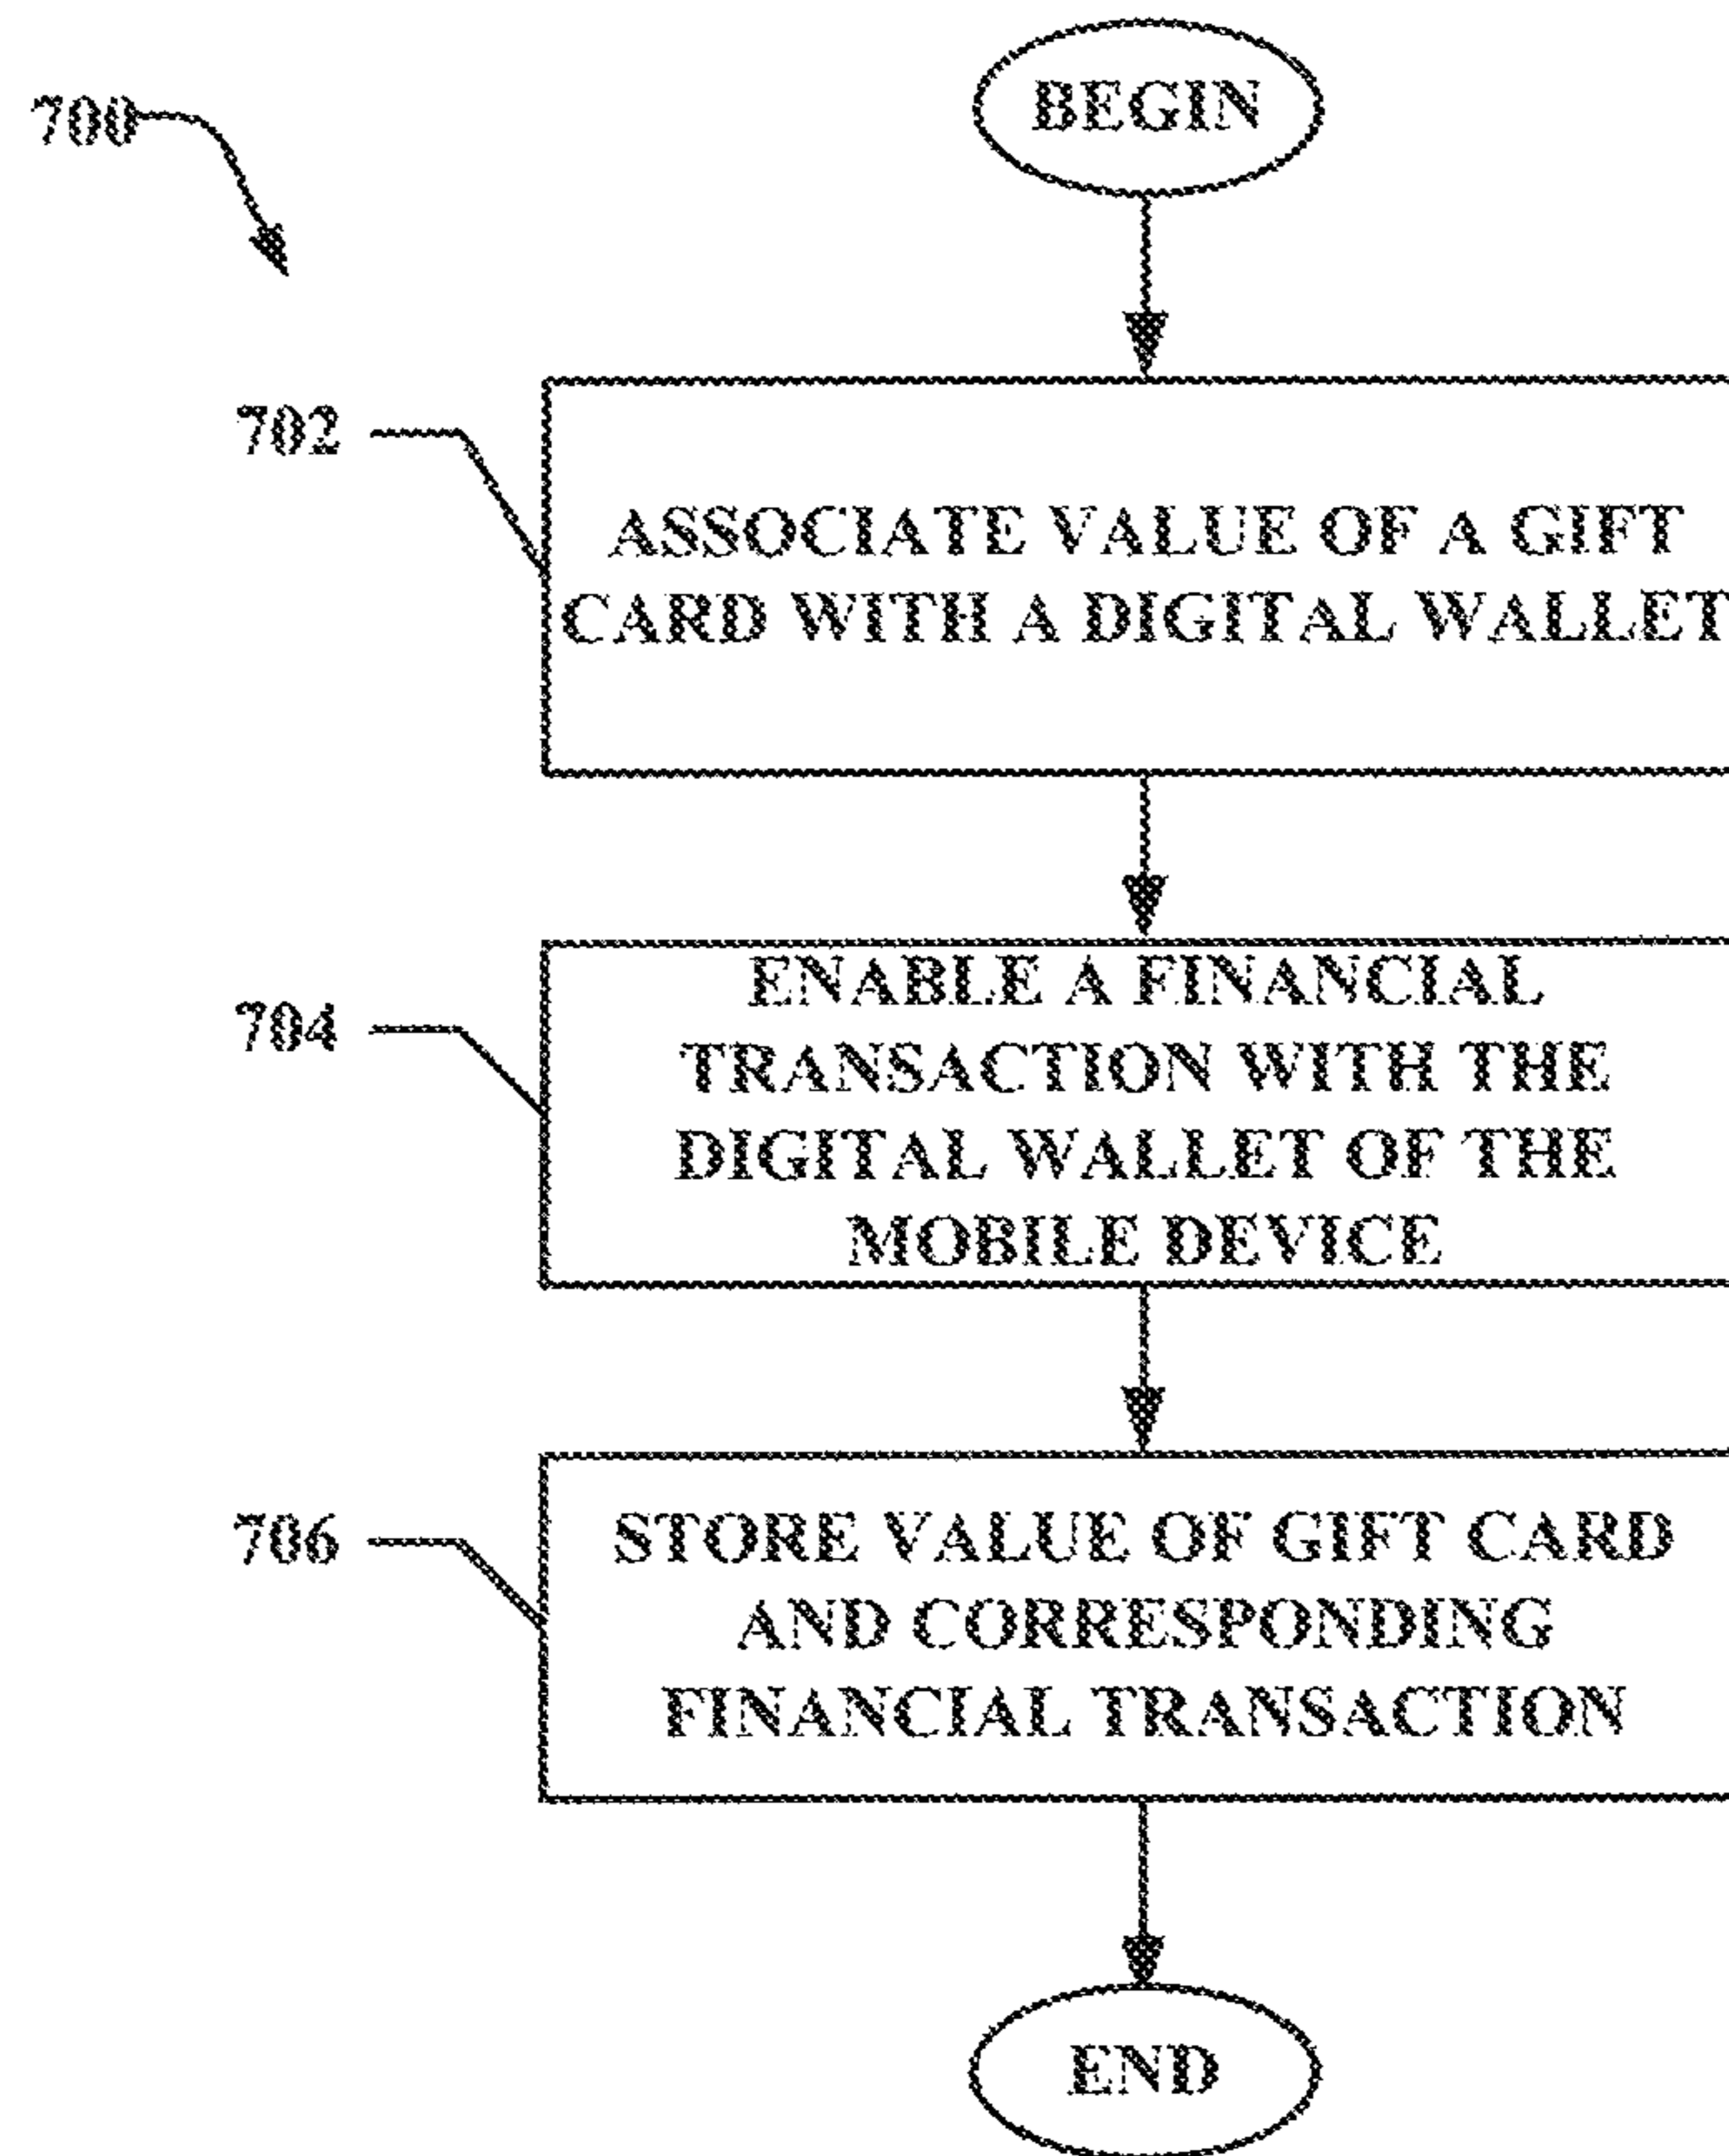 700
BEGIN
702
ASSOCIATE VALUE OF A GIFT
CARD WITH A DIGITAL WALLET
704
ENABLE A FINANCIAL
TRANSACTION WITH THE
DIGITAL WALLET OF THE
MOBILE DEVICE
706
STORE VALUE OF GIFT CARD
AND CORRESPONDING
FINANCIAL TRANSACTION
END